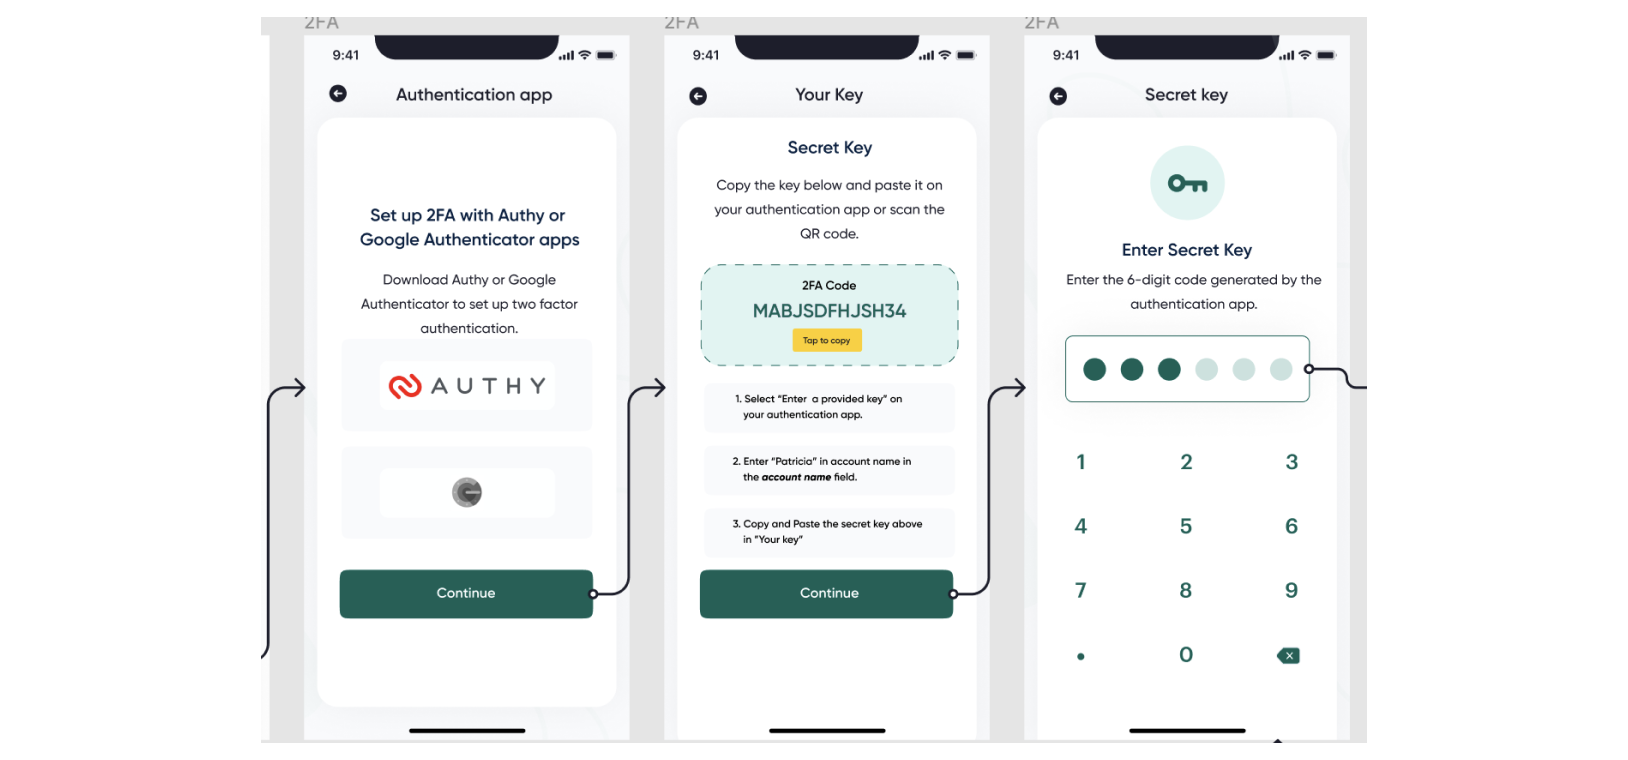 2FA
9:41
Authentication app
Set up 2FA with Authy or
Google Authenticator apps
Download Authy or Google
Authenticator to set up two factor
authentication.
AUTHY
Continue
2FA
9:41
Your Key
Secret Key
Copy the key below and paste it on
your authentication app or scan the
QR code.
2FA Code
MABJSDFHJSH34
Tap to copy
1. Select “Enter a provided key” on
your authentication app.
2. Enter “Patricia” in account name in
the account name field.
3. Copy and Paste the secret key above
in “Your key”
Continue
2FA
9:41
Secret key
Enter Secret Key
Enter the 6-digit code generated by the
authentication app.
1 2 3
4 5 6
7 8 9
. 0